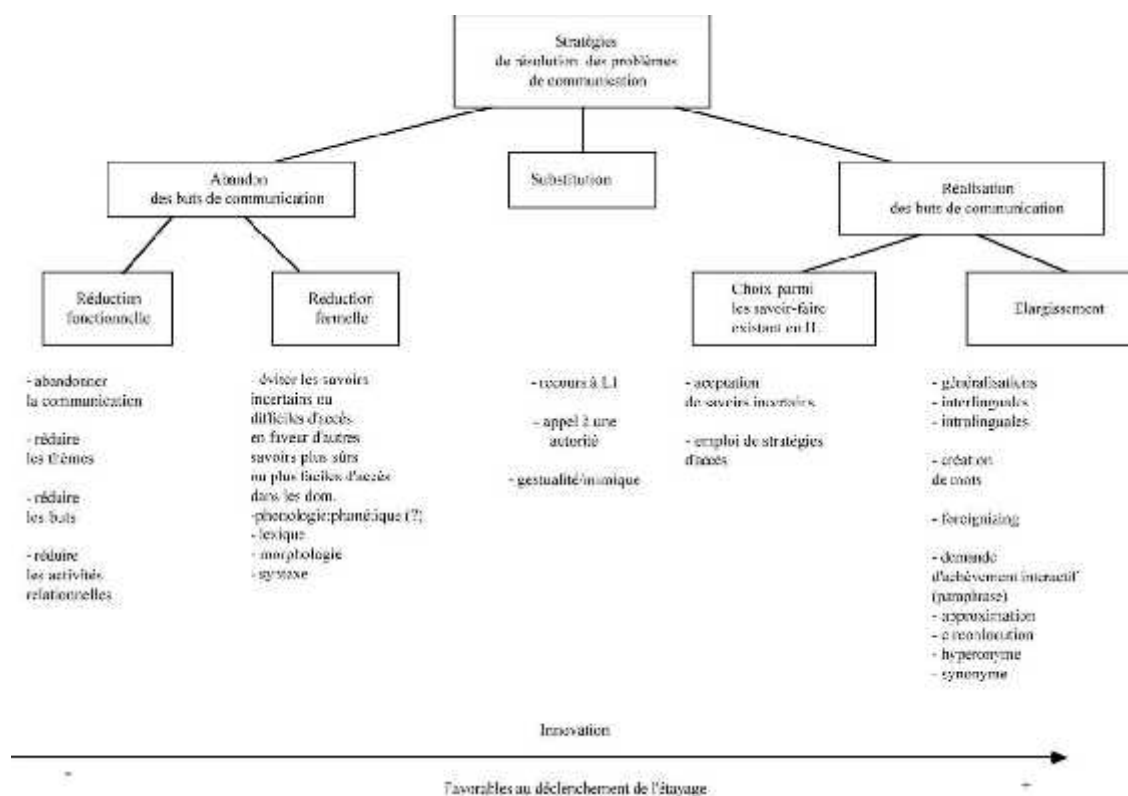 Stratégies
de résolution des problèmes
de communication
Abandon
des buts de communication
Substitution
Réalisation
des buts de communication
Réduction
fonctionnelle
Reduction
formelle
Choix parmi
les savoir-faire
existant en IL
Elargissement
- abandonner
la communication
- réduire
les thèmes
- réduire
les buts
- réduire
les activités
relationnelles
- éviter les savoirs
incertains ou
difficiles d'accès
en faveur d'autres
savoirs plus sûrs
ou plus faciles d'accès
dans les dom.
-phonologie:phonétique (?)
- lexique
- morphologie
- syntaxe
- recours à L1
- appel à une
autorité
- gestualité/mimique
- aceptation
de savoirs incertains
- emploi de stratégies
d'accès
- généralisations
- interlinguales
- intralinguales
- création
de mots
- foreignizing
- demande
d'achèvement interactif
(paraphrase)
- approximation
- circonlocution
- hyperonyme
- synonyme
Innovation
-
+
Favorables au déclenchement de l'étayage